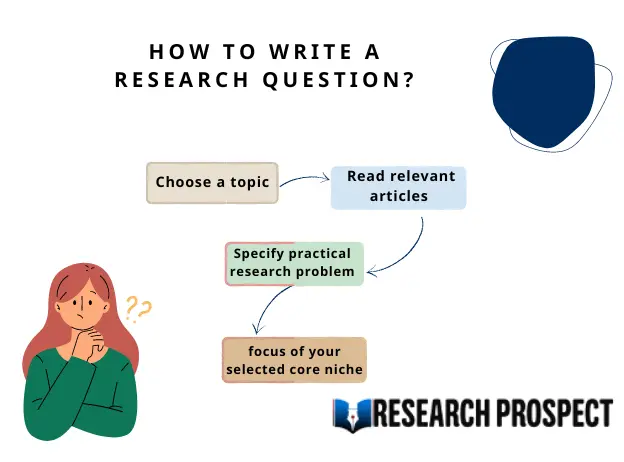 HOW TO WRITE A
RESEARCH QUESTION?
Choose a topic
Read relevant
articles
Specify practical
research problem
??
focus of your
selected core niche
RESEARCH PROSPECT